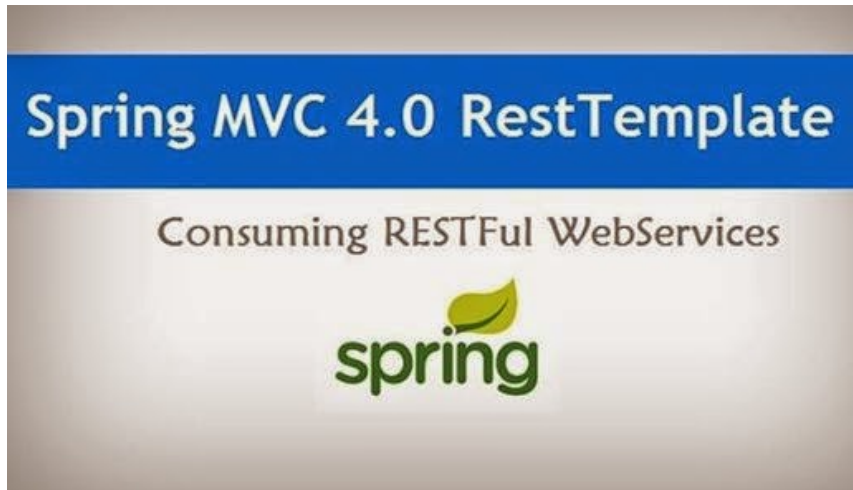 Spring MVC 4.0 RestTemplate
Consuming RESTFul WebServices
spring